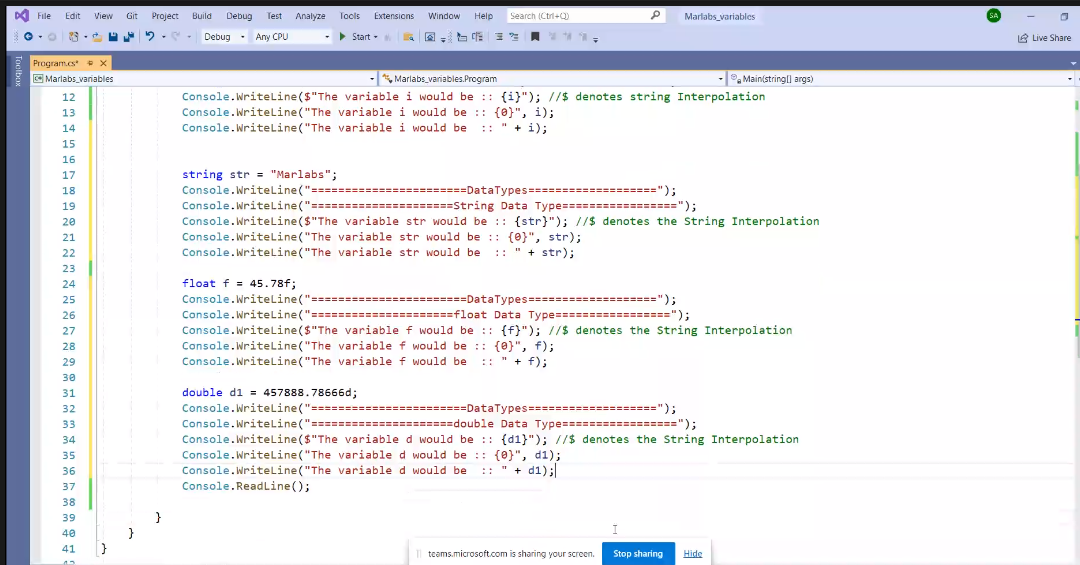 File Edit View Git Project Build Debug Test Analyze Tools Extensions Window Help Search (Ctrl+Q) Marlabs_variables SA
Debug Any CPU Start Live Share
Toolbox
Program.cs*
Marlabs_variables Marlabs_variables.Program Main(string[] args)
12 Console.WriteLine($"The variable i would be :: {i}"); //$ denotes string Interpolation
13 Console.WriteLine("The variable i would be :: {0}", i);
14 Console.WriteLine("The variable i would be  :: " + i);
15
16
17 string str = "Marlabs";
18 Console.WriteLine("=======================DataTypes===================");
19 Console.WriteLine("=====================String Data Type=================");
20 Console.WriteLine($"The variable str would be :: {str}"); //$ denotes the String Interpolation
21 Console.WriteLine("The variable str would be :: {0}", str);
22 Console.WriteLine("The variable str would be  :: " + str);
23
24 float f = 45.78f;
25 Console.WriteLine("=======================DataTypes===================");
26 Console.WriteLine("=====================float Data Type=================");
27 Console.WriteLine($"The variable f would be :: {f}"); //$ denotes the String Interpolation
28 Console.WriteLine("The variable f would be :: {0}", f);
29 Console.WriteLine("The variable f would be  :: " + f);
30
31 double d1 = 457888.78666d;
32 Console.WriteLine("=======================DataTypes===================");
33 Console.WriteLine("=====================double Data Type=================");
34 Console.WriteLine($"The variable d would be :: {d1}"); //$ denotes the String Interpolation
35 Console.WriteLine("The variable d would be :: {0}", d1);
36 Console.WriteLine("The variable d would be  :: " + d1);
37 Console.ReadLine();
38
39 }
40 }
41 }
teams.microsoft.com is sharing your screen. Stop sharing Hide